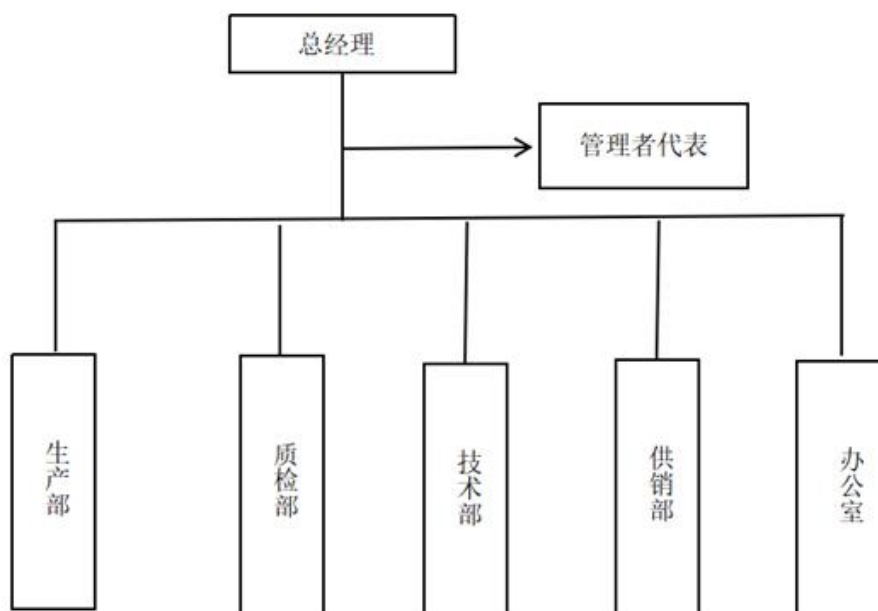 总经理
管理者代表
生产部
质检部
技术部
供销部
办公室